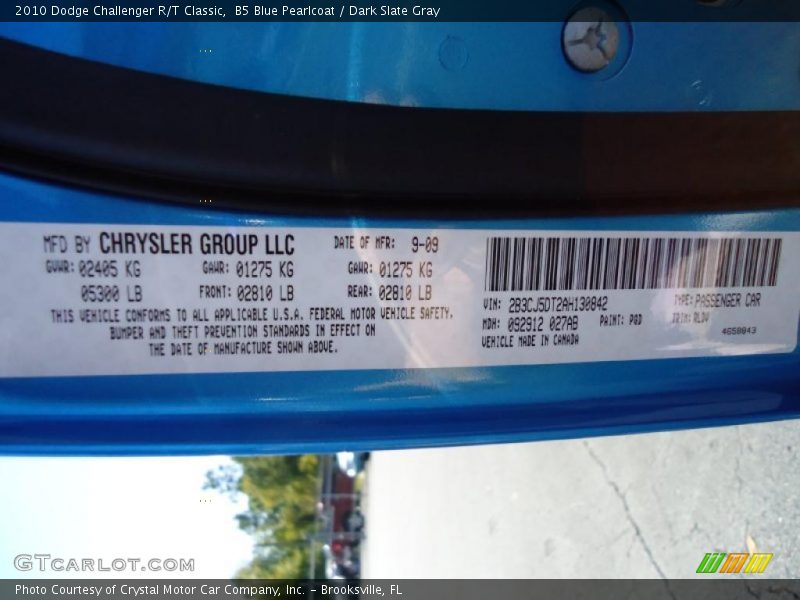 2010 Dodge Challenger R/T Classic, B5 Blue Pearlcoat / Dark Slate Gray
MFD BY CHRYSLER GROUP LLC DATE OF MFR: 9-09
GVWR: 02405 KG GAWR: 01275 KG GAWR: 01275 KG
05300 LB FRONT: 02810 LB REAR: 02810 LB
THIS VEHICLE CONFORMS TO ALL APPLICABLE U.S.A. FEDERAL MOTOR VEHICLE SAFETY,
BUMPER AND THEFT PREVENTION STANDARDS IN EFFECT ON
THE DATE OF MANUFACTURE SHOWN ABOVE.
VIN: 2B3CJ5DT2AH130842 TYPE: PASSENGER CAR
MDH: 092912 027AB PAINT: PQD TRIM: RLDV
VEHICLE MADE IN CANADA 4658043
GTCARLOT.COM
Photo Courtesy of Crystal Motor Car Company, Inc. – Brooksville, FL